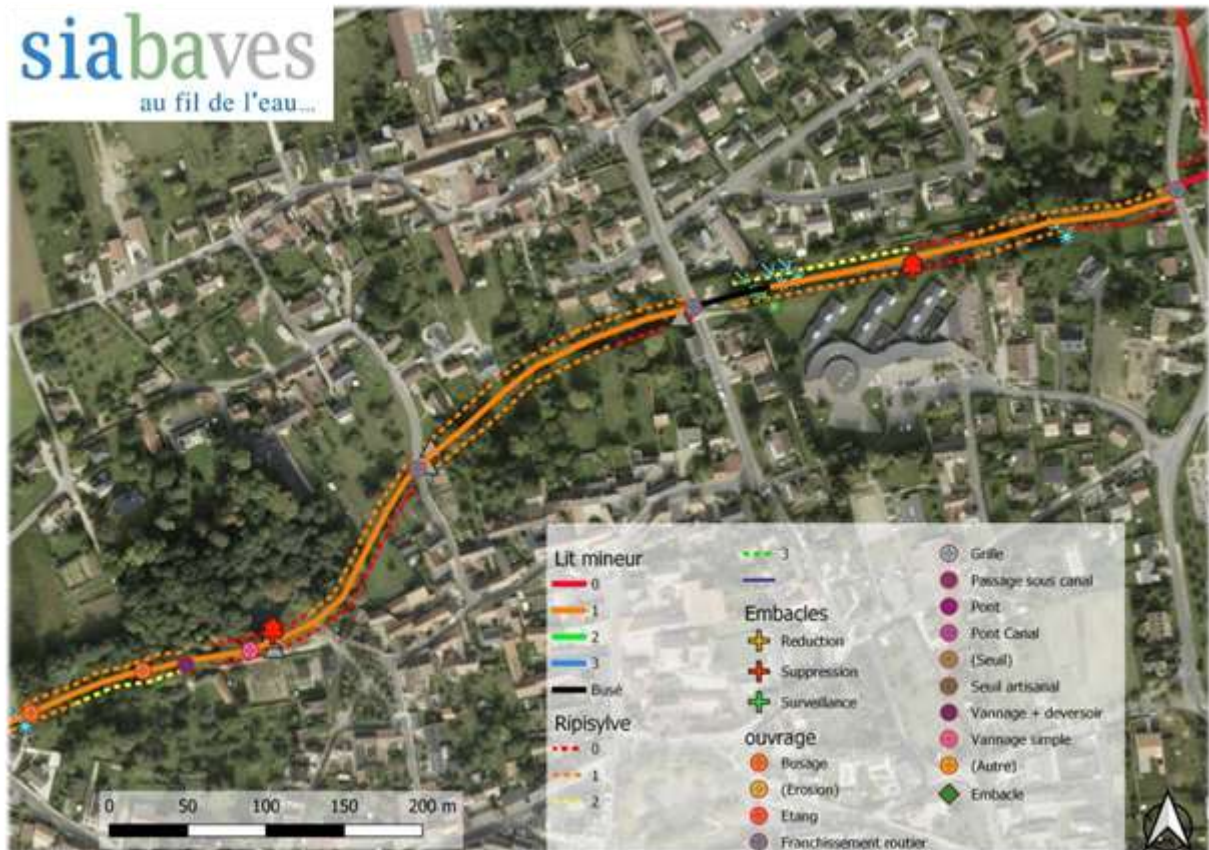 siabaves
au fil de l'eau...
Lit mineur
0
1
2
3
Busé
Ripisylve
0
1
2
3
Embacles
Reduction
Suppression
Surveillance
ouvrage
Busage
(Erosion)
Etang
Franchissement routier
Grille
Passage sous canal
Pont
Pont Canal
(Seuil)
Seuil artisanal
Vannage + deversoir
Vannage simple
(Autre)
Embacle
0 50 100 150 200 m